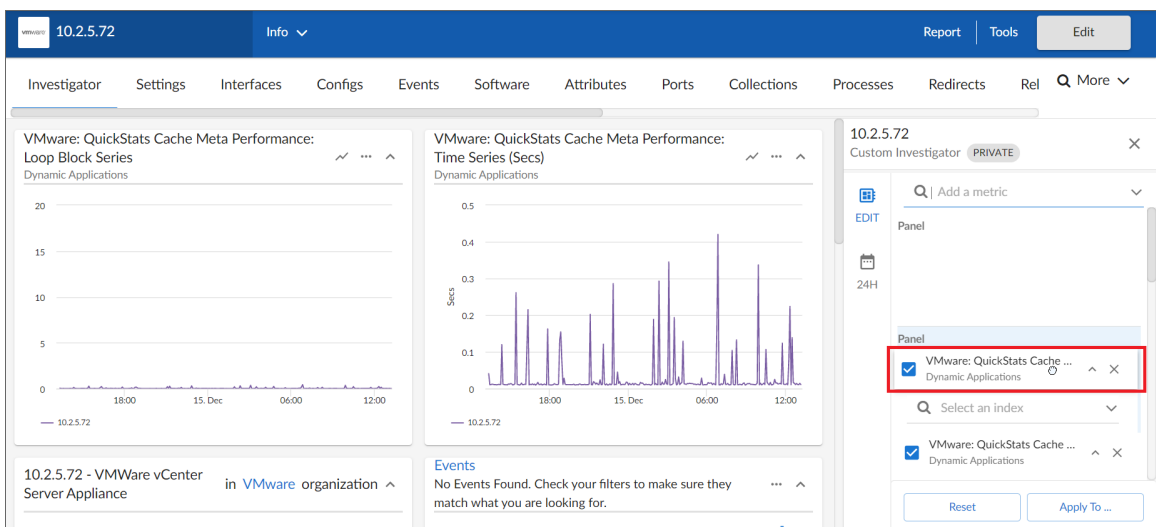 vmware 10.2.5.72 Info Report Tools Edit
Investigator Settings Interfaces Configs Events Software Attributes Ports Collections Processes Redirects Rel More
VMware: QuickStats Cache Meta Performance:
Loop Block Series
Dynamic Applications
20
15
10
5
0
18:00 15. Dec 06:00 12:00
10.2.5.72
VMware: QuickStats Cache Meta Performance:
Time Series (Secs)
Dynamic Applications
Secs
0.5
0.4
0.3
0.2
0.1
0
18:00 15. Dec 06:00 12:00
10.2.5.72
10.2.5.72 - VMWare vCenter
Server Appliance
in VMware organization
Events
No Events Found. Check your filters to make sure they
match what you are looking for.
10.2.5.72
Custom Investigator PRIVATE
EDIT
24H
Add a metric
Panel
Panel
VMware: QuickStats Cache ...
Dynamic Applications
Select an index
VMware: QuickStats Cache ...
Dynamic Applications
Reset Apply To ...